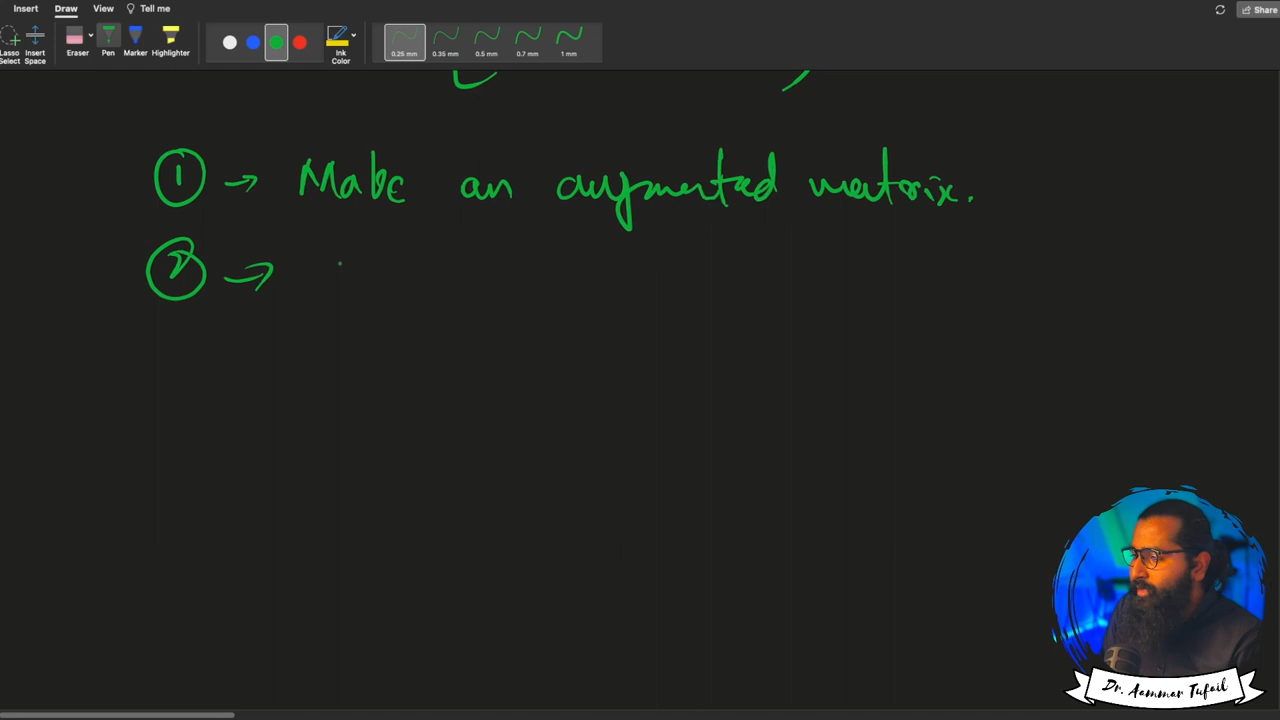 Insert Draw View Tell me Share
Lasso Select Insert Space Eraser Pen Marker Highlighter Ink Color 0.25 mm 0.35 mm 0.5 mm 0.7 mm 1 mm
① → Make an augmented matrix.
② →
Dr. Aammar Tufail